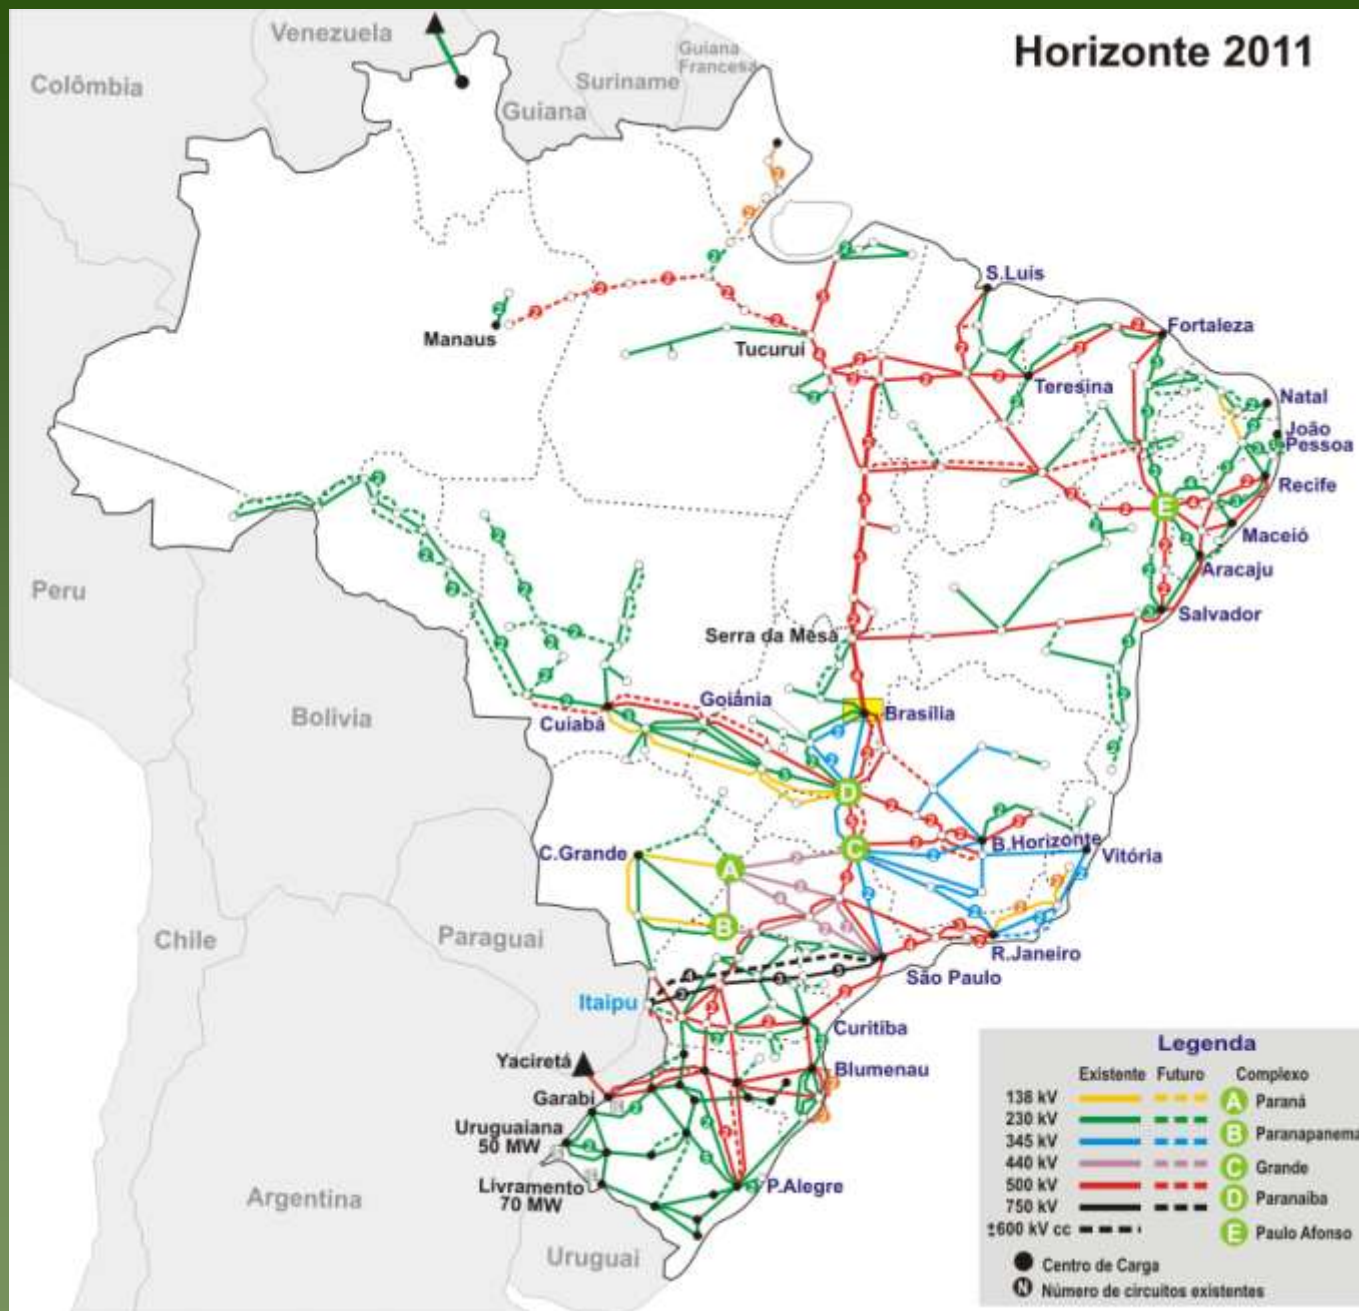 Horizonte 2011
Venezuela
Guiana
Francesa
Suriname
Colômbia
Guiana
S.Luís
Fortaleza
Manaus
Tucuruí
Teresina
Natal
João
Pessoa
Recife
E
Maceió
Aracaju
Peru
Salvador
Serra da Mesa
Goiânia
Bolivia
Cuiabá
Brasília
D
B.Horizonte
C
C.Grande
Vitória
A
B
Chile
Paraguai
R.Janeiro
São Paulo
Itaipu
Curitiba
Yaciretá
Blumenau
Garabi
Uruguaiana
50 MW
Livramento
70 MW
P.Alegre
Argentina
Uruguai
Legenda
Existente Futuro Complexo
138 kV A Paraná
230 kV
345 kV B Paranapanema
440 kV C Grande
500 kV
750 kV D Paranaíba
±600 kV cc E Paulo Afonso
Centro de Carga
N Número de circuitos existentes